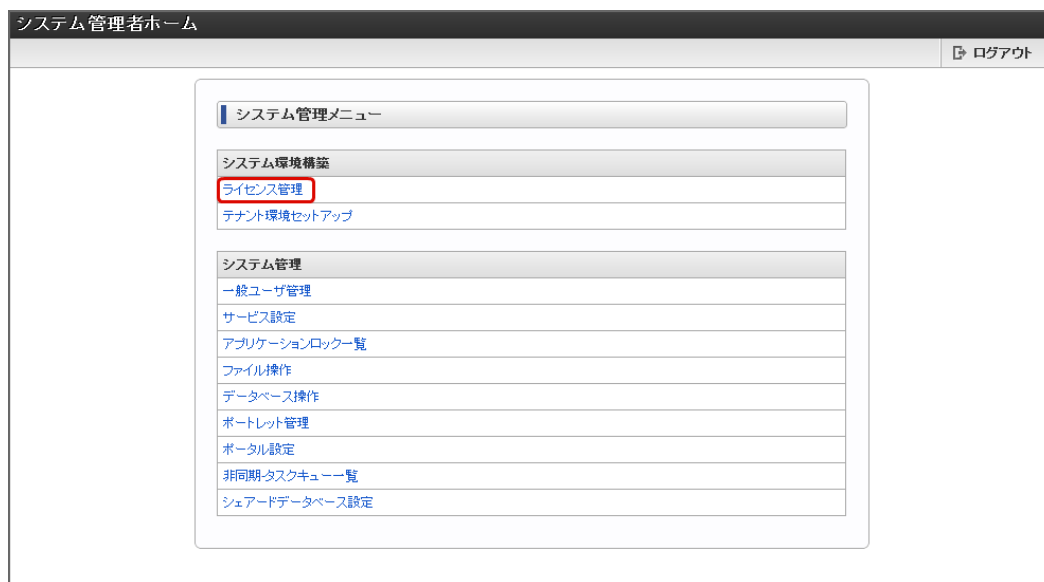 システム管理者ホーム
ログアウト
システム管理メニュー
システム環境構築
ライセンス管理
テナント環境セットアップ
システム管理
一般ユーザ管理
サービス設定
アプリケーションロック一覧
ファイル操作
データベース操作
ポートレット管理
ポータル設定
非同期タスクキュー一覧
シェアードデータベース設定